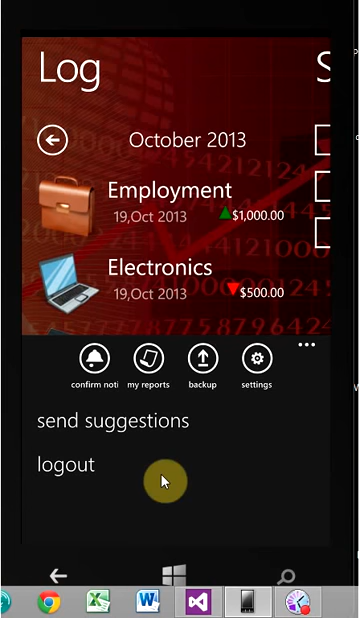 Log
S
October 2013
Employment
19,Oct 2013 $1,000.00
Electronics
19,Oct 2013 $500.00
confirm noti my reports backup settings
send suggestions
logout